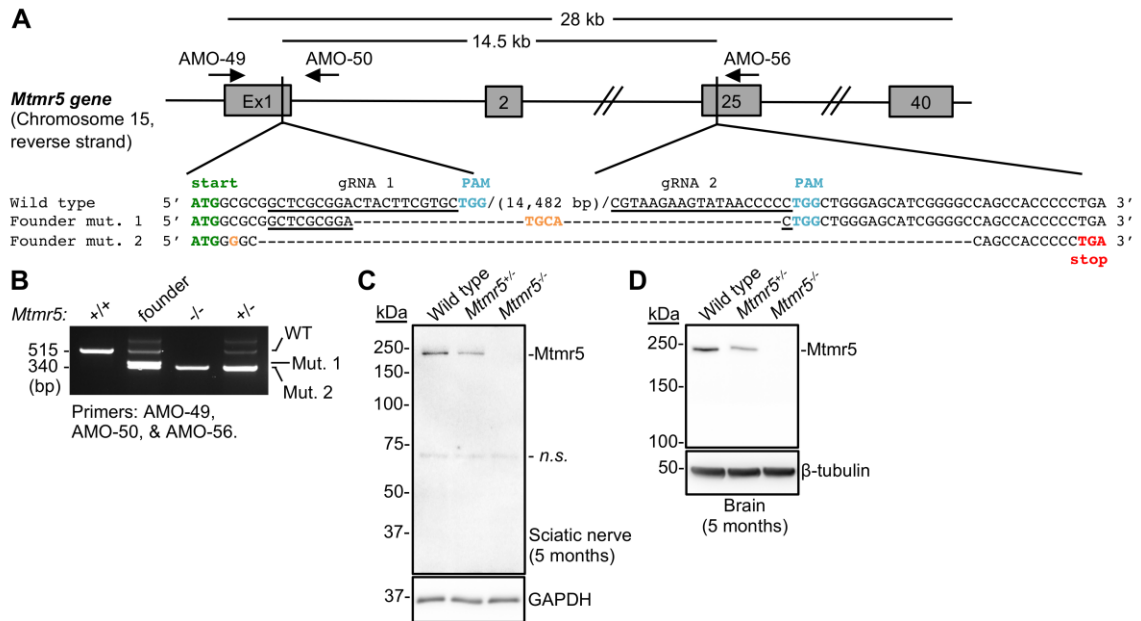 A
28 kb
14.5 kb
AMO-49
AMO-50
AMO-56
Mtmr5 gene
(Chromosome 15,
reverse strand)
Ex1
2
25
40
start
gRNA 1
PAM
gRNA 2
PAM
Wild type 5’ ATGGCGCGGCTCGCGGACTACTTCGTGCTGG/(14,482 bp)/CGTAAGAAGTATAACCCCCTGGCTGGGAGCATCGGGGCCAGCCACCCCCTGA 3’
Founder mut. 1 5’ ATGGCGCGGCTCGCGGA--------------------TGCA-----------------------------CTGGCTGGGAGCATCGGGGCCAGCCACCCCCTGA 3’
Founder mut. 2 5’ ATGGGC--------------------------------------------------------------------------CAGCCACCCCCTGA 3’
stop
B
Mtmr5:
+/+
founder
-/-
+/-
515
340
(bp)
WT
Mut. 1
Mut. 2
Primers: AMO-49,
AMO-50, & AMO-56.
C
kDa
Wild type
Mtmr5+/-
Mtmr5-/-
250-
150-
100-
75-
50-
37-
-Mtmr5
- n.s.
Sciatic nerve
(5 months)
37-
GAPDH
D
kDa
Wild type
Mtmr5+/-
Mtmr5-/-
250-
150-
100-
-Mtmr5
50-
β-tubulin
Brain
(5 months)